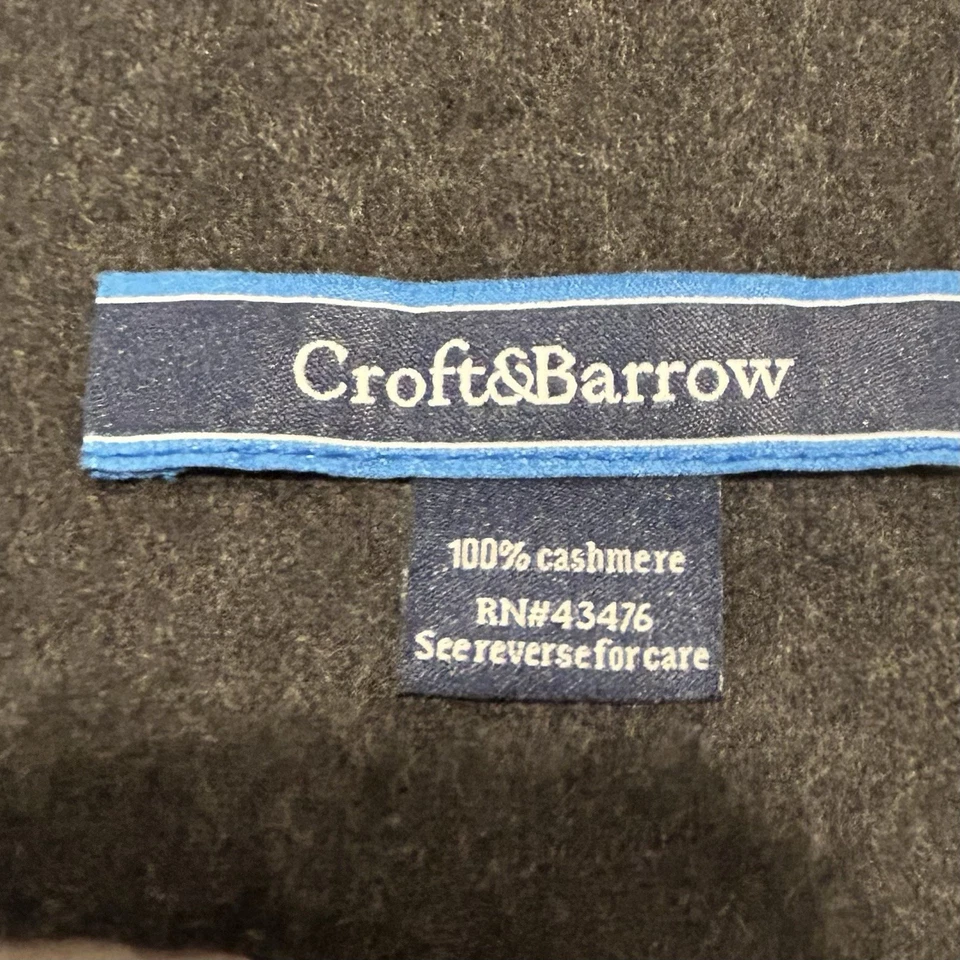 Croft&Barrow
100% cashmere
RN#43476
See reverse for care